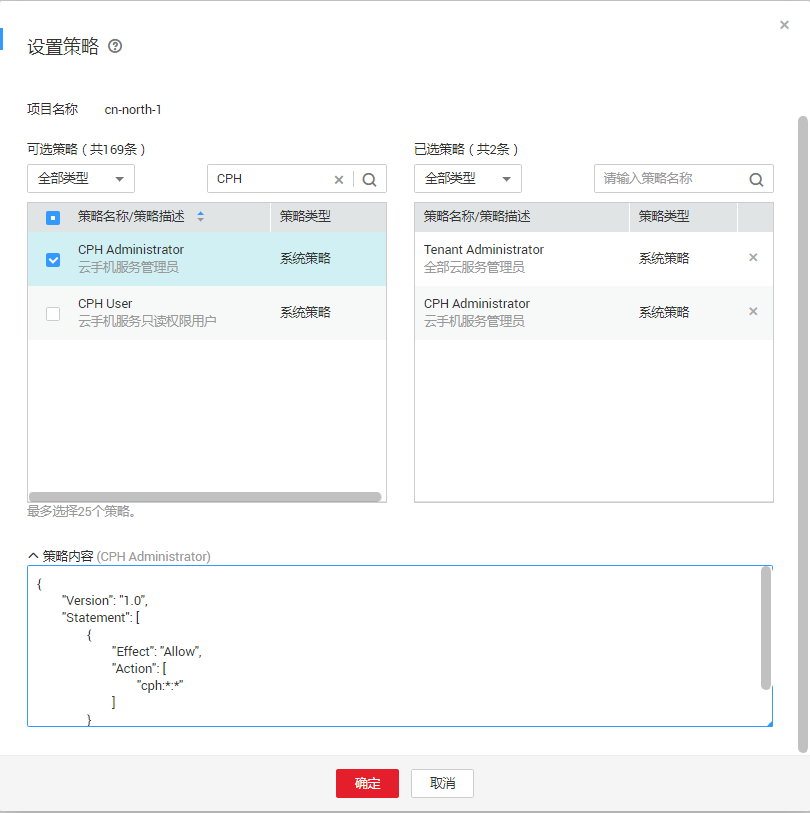 设置策略
项目名称 cn-north-1
可选策略（共169条）
全部类型 CPH
策略名称/策略描述 策略类型
CPH Administrator
云手机服务管理员
系统策略
CPH User
云手机服务只读权限用户
系统策略
最多选择25个策略。
已选策略（共2条）
全部类型 请输入策略名称
策略名称/策略描述 策略类型
Tenant Administrator
全部云服务管理员
系统策略
CPH Administrator
云手机服务管理员
系统策略
策略内容 (CPH Administrator)
{
"Version": "1.0",
"Statement": [
{
"Effect": "Allow",
"Action": [
"cph:*:*"
]
}
确定 取消